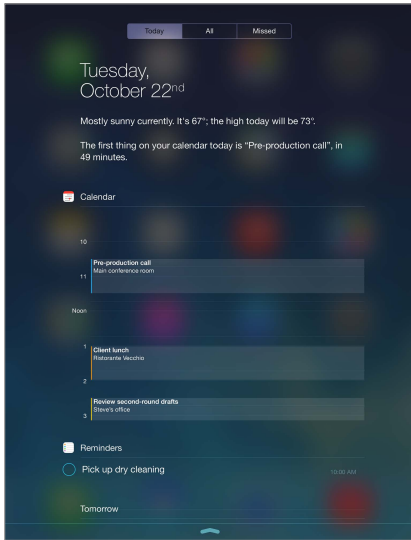 Today All Missed
Tuesday,
October 22nd
Mostly sunny currently. It's 67°; the high today will be 73°.
The first thing on your calendar today is “Pre-production call”, in
49 minutes.
Calendar
10
Pre-production call
Main conference room
11
Noon
1
Client lunch
Ristorante Vecchio
2
Review second-round drafts
Steve's office
3
Reminders
Pick up dry cleaning
10:00 AM
Tomorrow